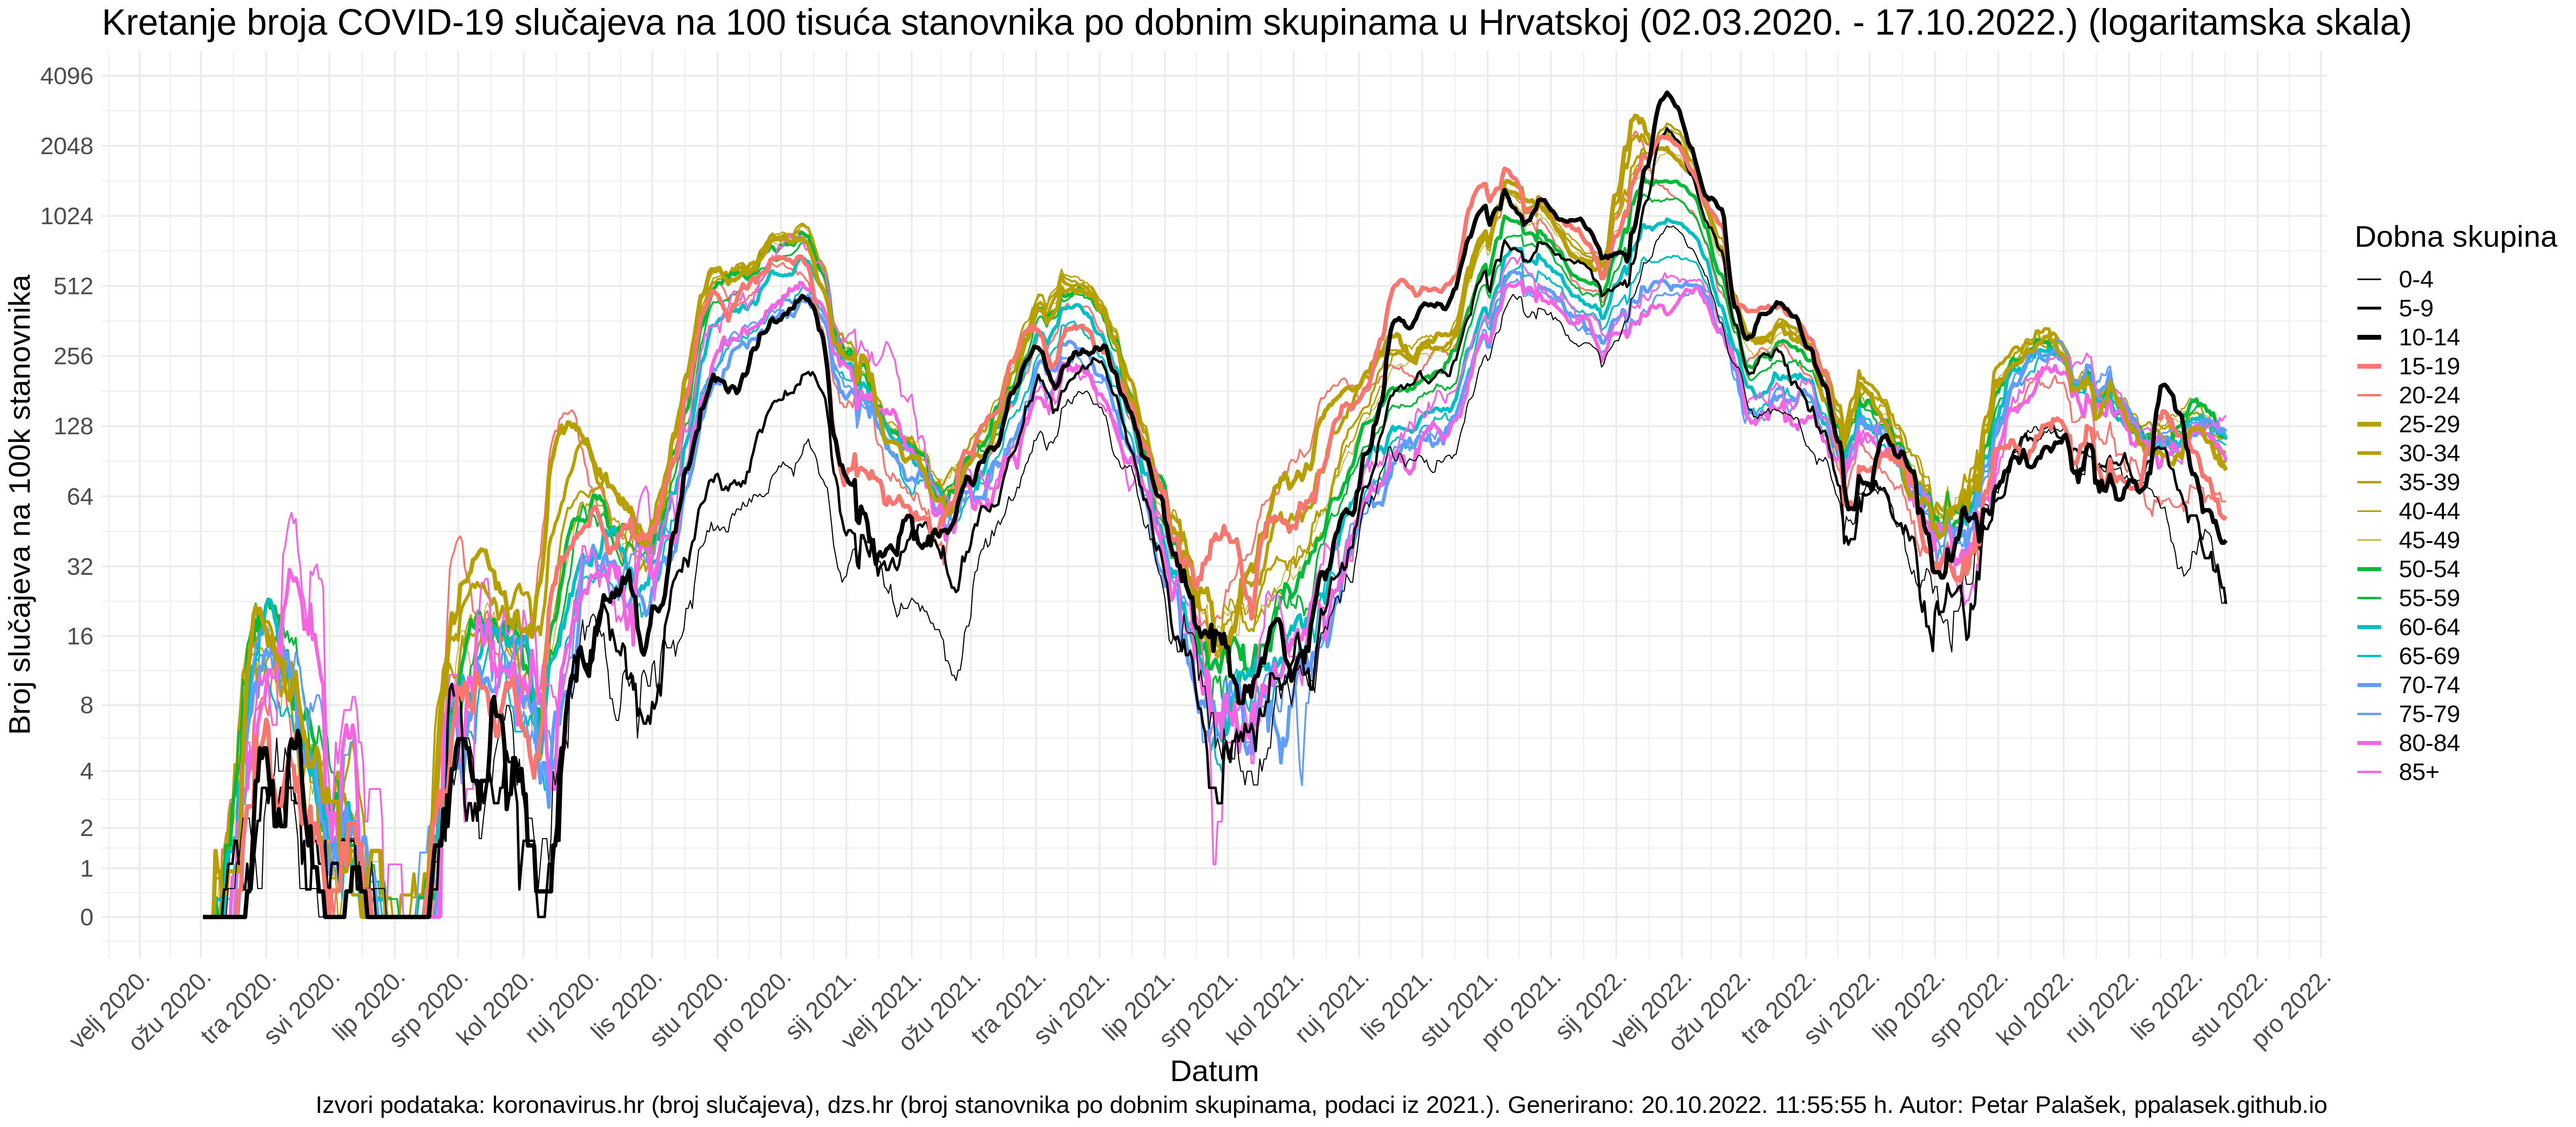 Kretanje broja COVID-19 slučajeva na 100 tisuća stanovnika po dobnim skupinama u Hrvatskoj (02.03.2020. - 17.10.2022.) (logaritamska skala)
Broj slučajeva na 100k stanovnika
4096
2048
1024
512
256
128
64
32
16
8
4
2
1
0
velj 2020.
ožu 2020.
tra 2020.
svi 2020.
lip 2020.
srp 2020.
kol 2020.
ruj 2020.
lis 2020.
stu 2020.
pro 2020.
sij 2021.
velj 2021.
ožu 2021.
tra 2021.
svi 2021.
lip 2021.
srp 2021.
kol 2021.
ruj 2021.
lis 2021.
stu 2021.
pro 2021.
sij 2022.
velj 2022.
ožu 2022.
tra 2022.
svi 2022.
lip 2022.
srp 2022.
kol 2022.
ruj 2022.
lis 2022.
stu 2022.
pro 2022.
Datum
Dobna skupina
0-4
5-9
10-14
15-19
20-24
25-29
30-34
35-39
40-44
45-49
50-54
55-59
60-64
65-69
70-74
75-79
80-84
85+
Izvori podataka: koronavirus.hr (broj slučajeva), dzs.hr (broj stanovnika po dobnim skupinama, podaci iz 2021.). Generirano: 20.10.2022. 11:55:55 h. Autor: Petar Palašek, ppalasek.github.io